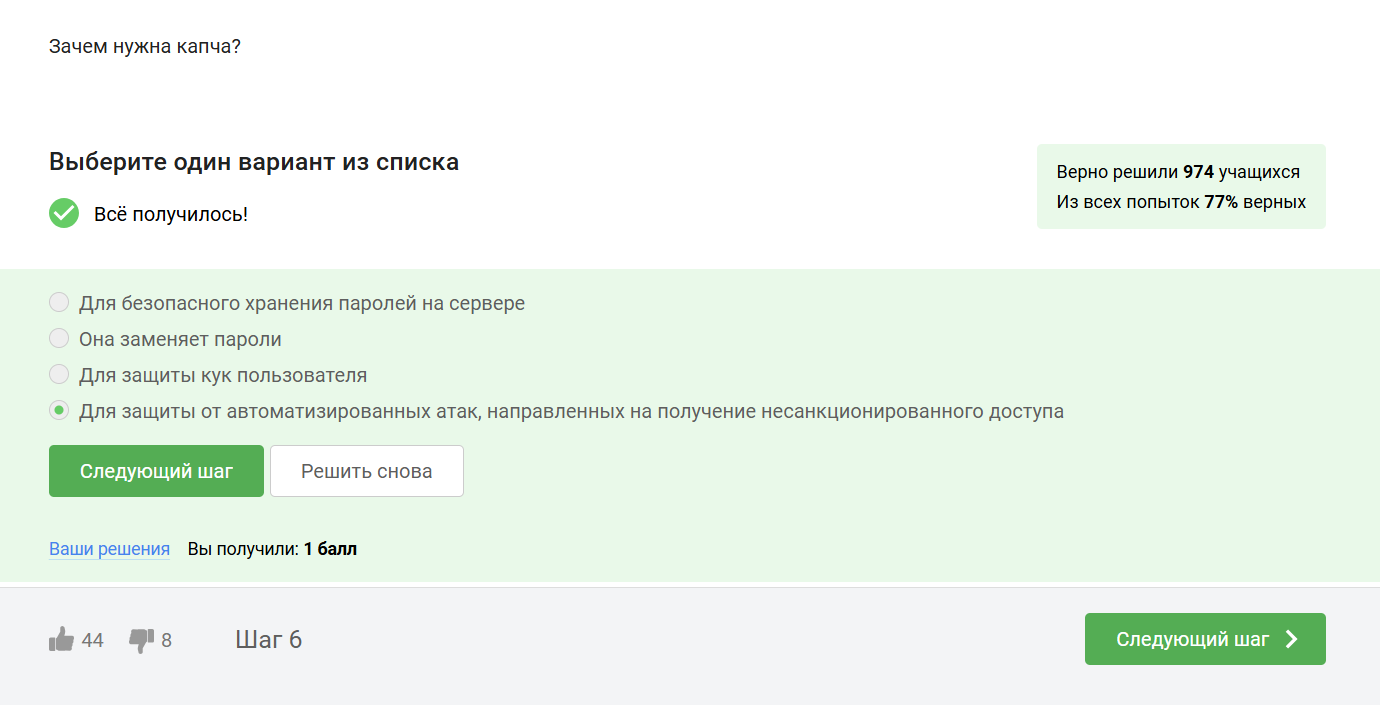 Зачем нужна капча?
Выберите один вариант из списка
Всё получилось!
Верно решили 974 учащихся
Из всех попыток 77% верных
Для безопасного хранения паролей на сервере
Она заменяет пароли
Для защиты кук пользователя
Для защиты от автоматизированных атак, направленных на получение несанкционированного доступа
Следующий шаг
Решить снова
Ваши решения Вы получили: 1 балл
44 8 Шаг 6
Следующий шаг